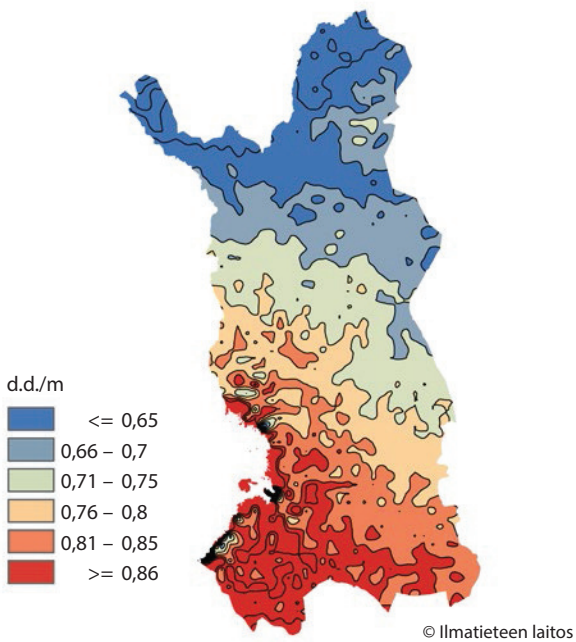 d.d./m
<= 0,65
0,66 – 0,7
0,71 – 0,75
0,76 – 0,8
0,81 – 0,85
>= 0,86
© Ilmatieteen laitos